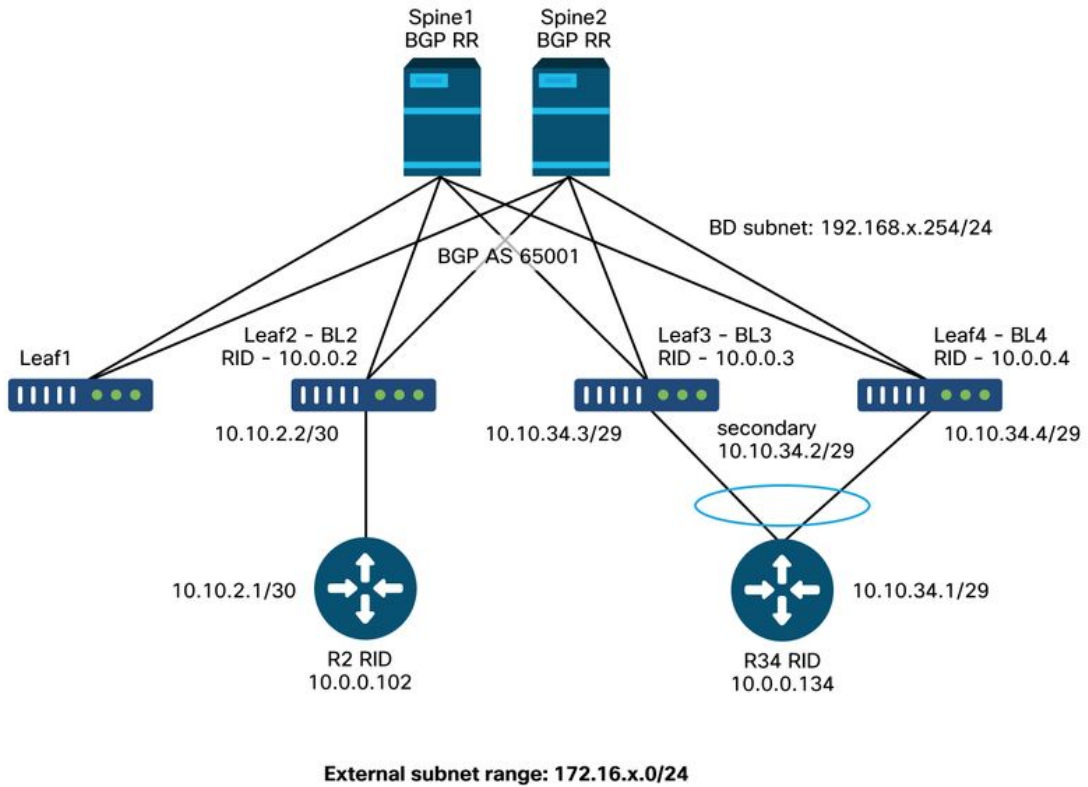 Spine1
BGP RR
Spine2
BGP RR
BD subnet: 192.168.x.254/24
BGP AS 65001
Leaf1
Leaf2 - BL2
RID - 10.0.0.2
Leaf3 - BL3
RID - 10.0.0.3
Leaf4 - BL4
RID - 10.0.0.4
10.10.2.2/30
10.10.34.3/29
secondary
10.10.34.2/29
10.10.34.4/29
10.10.2.1/30
10.10.34.1/29
R2 RID
10.0.0.102
R34 RID
10.0.0.134
External subnet range: 172.16.x.0/24